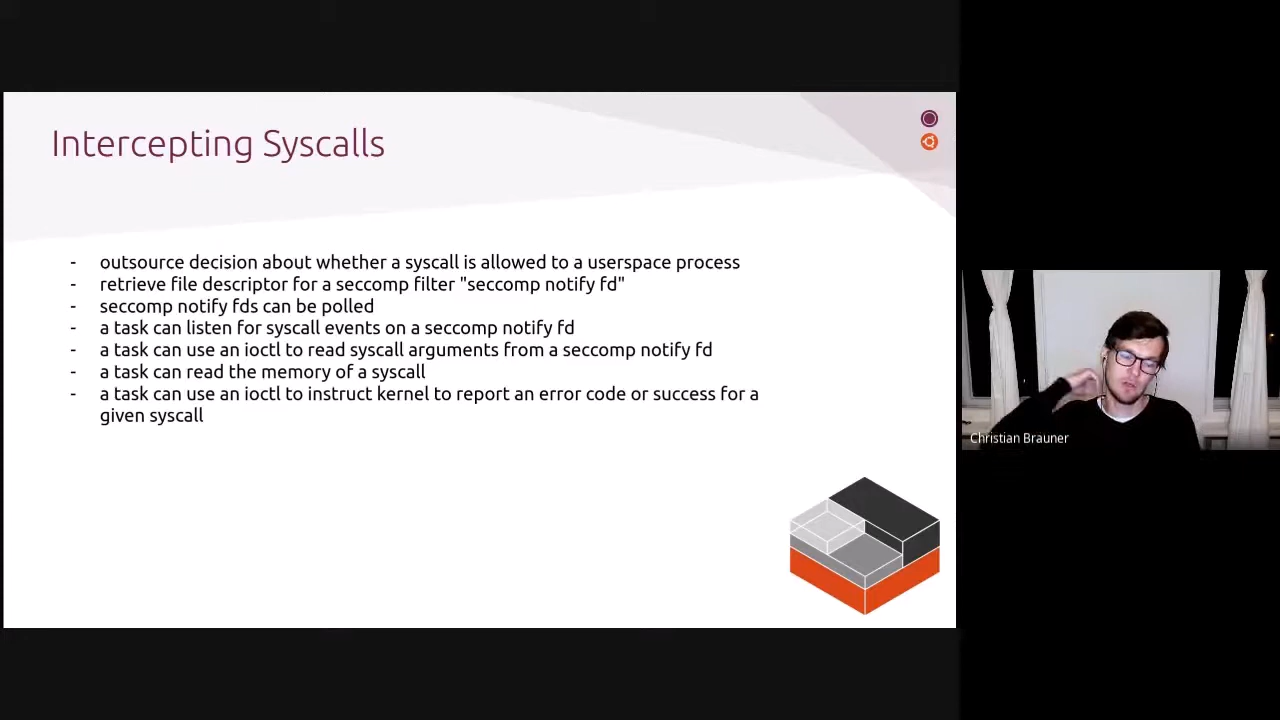 Intercepting Syscalls
- outsource decision about whether a syscall is allowed to a userspace process
- retrieve file descriptor for a seccomp filter "seccomp notify fd"
- seccomp notify fds can be polled
- a task can listen for syscall events on a seccomp notify fd
- a task can use an ioctl to read syscall arguments from a seccomp notify fd
- a task can read the memory of a syscall
- a task can use an ioctl to instruct kernel to report an error code or success for a
given syscall
Christian Brauner